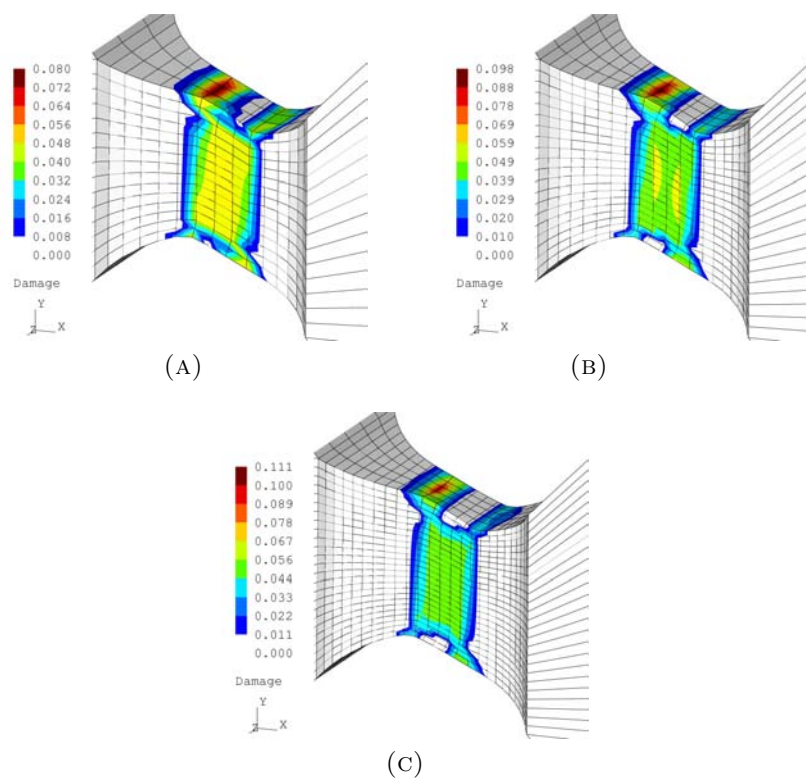 0.080
0.072
0.064
0.056
0.048
0.040
0.032
0.024
0.016
0.008
0.000
Damage
Y
Z X
(A)
0.098
0.088
0.078
0.069
0.059
0.049
0.039
0.029
0.020
0.010
0.000
Damage
Y
Z X
(B)
0.111
0.100
0.089
0.078
0.067
0.056
0.044
0.033
0.022
0.011
0.000
Damage
Y
Z X
(C)